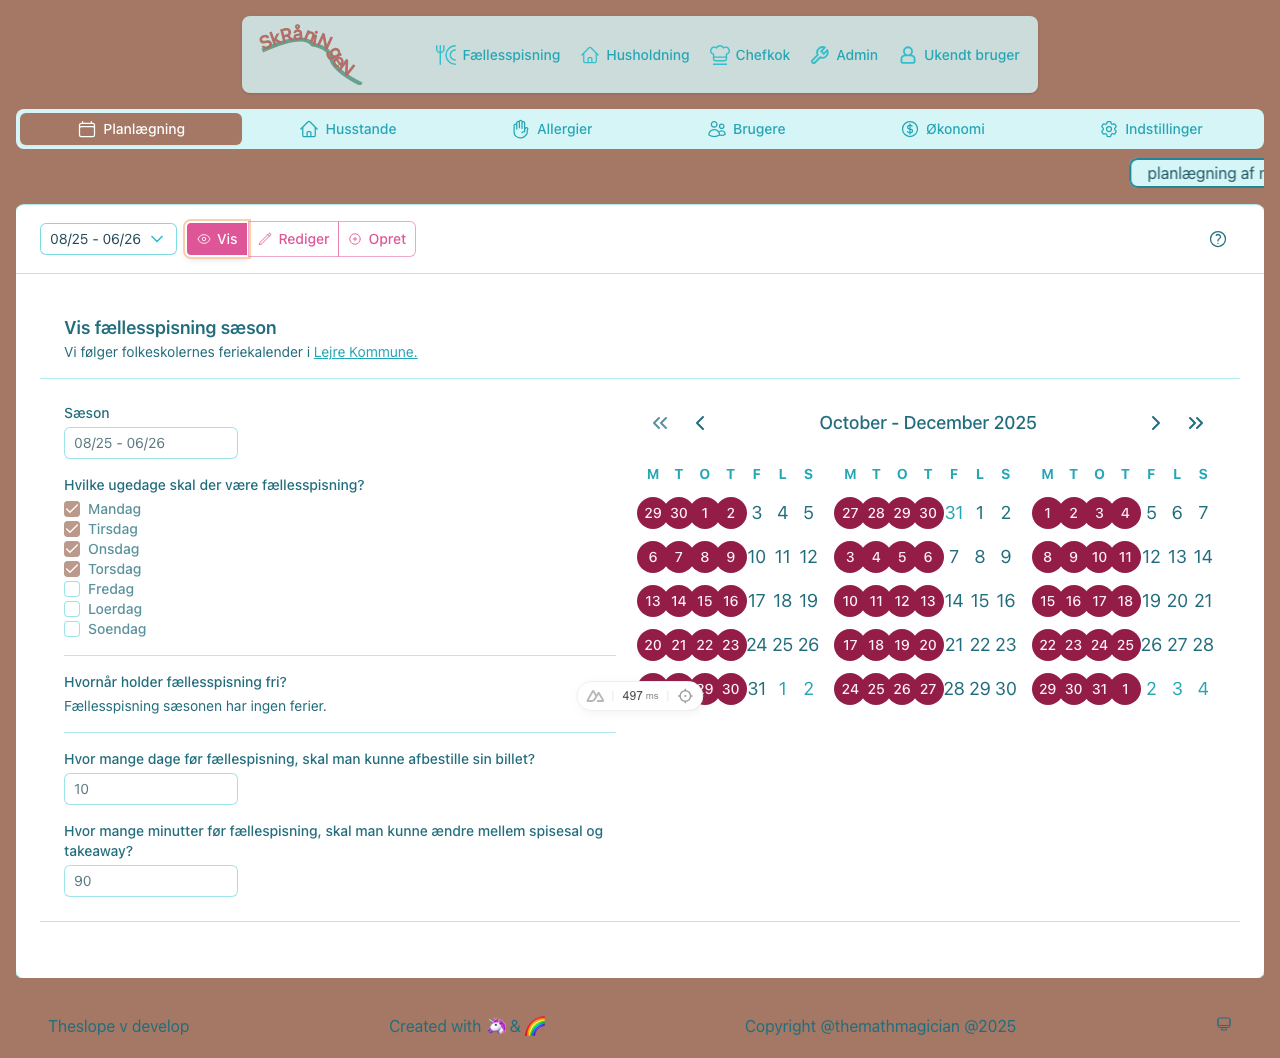 SkRåNiNgeN
Fællesspisning Husholdning Chefkok Admin Ukendt bruger
Planlægning Husstande Allergier Brugere Økonomi Indstillinger
planlægning af
08/25 - 06/26 Vis Rediger Opret
Vis fællesspisning sæson
Vi følger folkeskolernes feriekalender i Lejre Kommune.
Sæson
08/25 - 06/26
Hvilke ugedage skal der være fællesspisning?
Mandag
Tirsdag
Onsdag
Torsdag
Fredag
Loerdag
Soendag
Hvornår holder fællesspisning fri?
Fællesspisning sæsonen har ingen ferier.
Hvor mange dage før fællespisning, skal man kunne afbestille sin billet?
10
Hvor mange minutter før fællespisning, skal man kunne ændre mellem spisesal og
takeaway?
90
October - December 2025
M T O T F L S M T O T F L S M T O T F L S
29 30 1 2 3 4 5 27 28 29 30 31 1 2 1 2 3 4 5 6 7
6 7 8 9 10 11 12 3 4 5 6 7 8 9 8 9 10 11 12 13 14
13 14 15 16 17 18 19 10 11 12 13 14 15 16 15 16 17 18 19 20 21
20 21 22 23 24 25 26 17 18 19 20 21 22 23 22 23 24 25 26 27 28
29 30 31 1 2 24 25 26 27 28 29 30 29 30 31 1 2 3 4
497 ms
Theslope v develop Created with 🦄 & 🌈 Copyright @themathmagician @2025